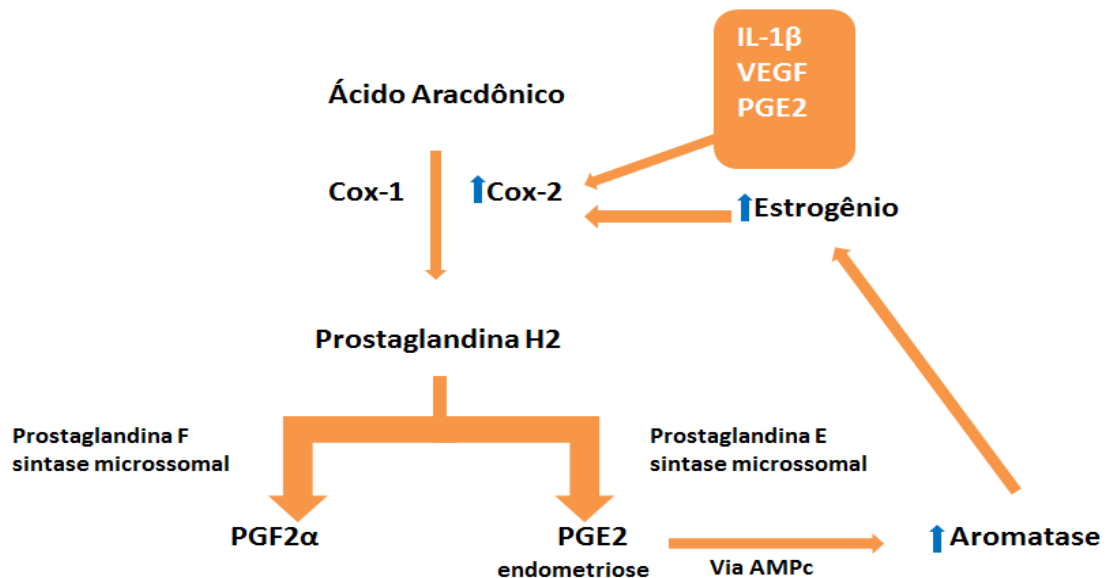 IL-1β
VEGF
PGE2
Ácido Aracdônico
Cox-1
Cox-2
Estrogênio
Prostaglandina H2
Prostaglandina F
sintase microssomal
Prostaglandina E
sintase microssomal
PGF2α
PGE2
endometriose
Via AMPc
Aromatase